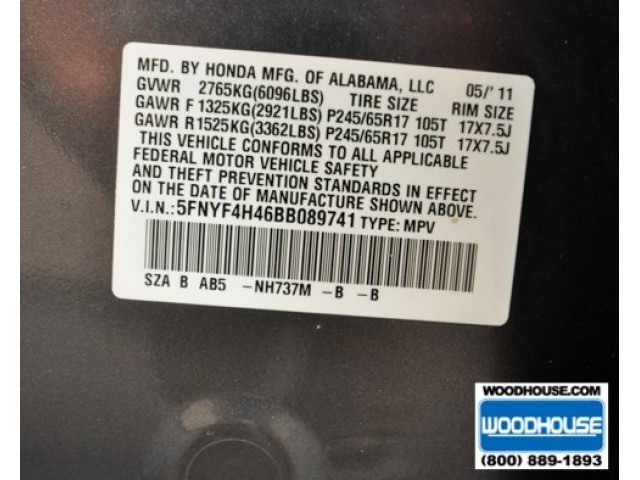 MFD. BY HONDA MFG. OF ALABAMA, LLC 05/'11
GVWR 2765KG(6096LBS) TIRE SIZE RIM SIZE
GAWR F 1325KG(2921LBS) P245/65R17 105T 17X7.5J
GAWR R 1525KG(3362LBS) P245/65R17 105T 17X7.5J
THIS VEHICLE CONFORMS TO ALL APPLICABLE
FEDERAL MOTOR VEHICLE SAFETY
AND THEFT PREVENTION STANDARDS IN EFFECT
ON THE DATE OF MANUFACTURE SHOWN ABOVE.
V.I.N.:5FNYF4H46BB089741 TYPE: MPV
SZA B AB5 -NH737M -B -B
WOODHOUSE.COM
WOODHOUSE
(800) 889-1893